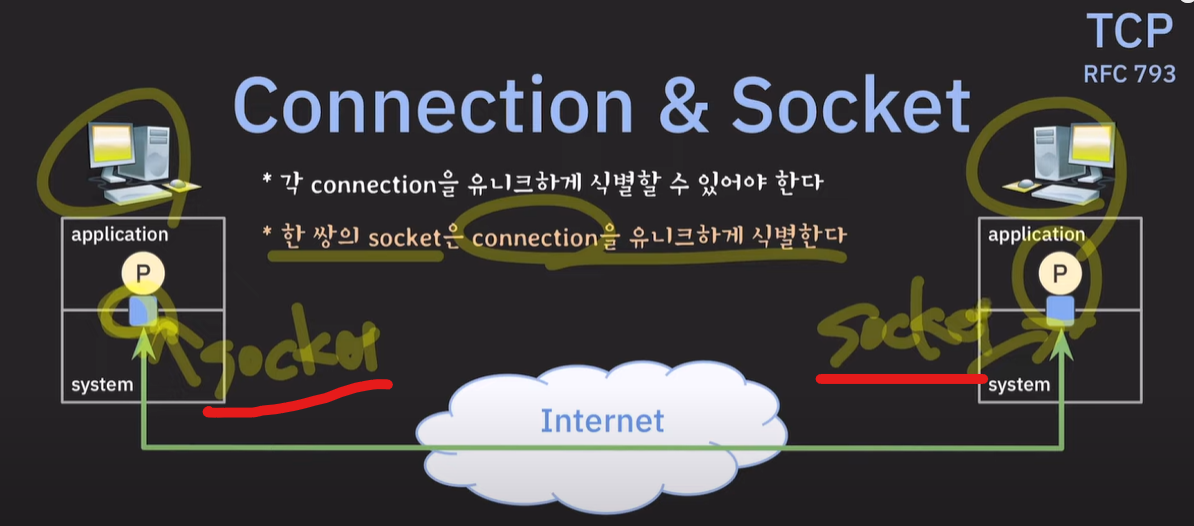 TCP
RFC 793
Connection & Socket
* 각 connection을 유니크하게 식별할 수 있어야 한다
* 한 쌍의 socket은 connection을 유니크하게 식별한다
application
P
system
application
P
system
socket
socket
Internet